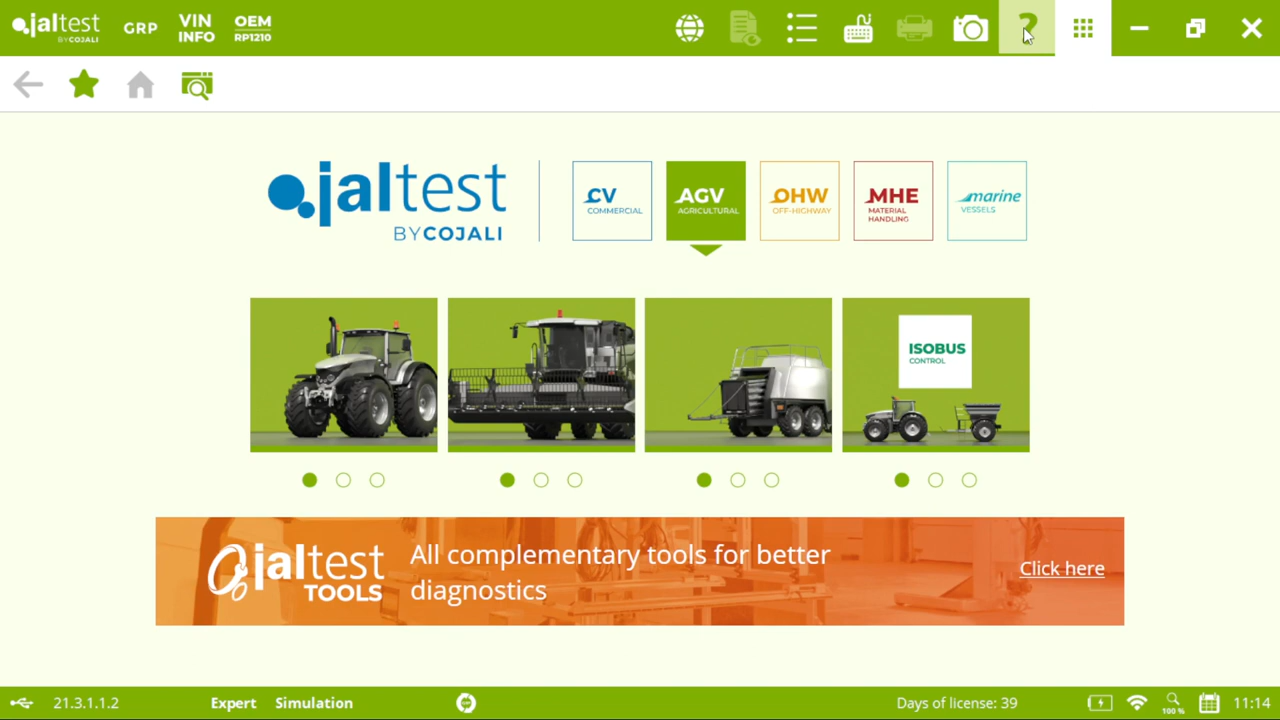 jaltest
BY COJALI
GRP
VIN
INFO
OEM
RP1210
?
jaltest
BYCOJALI
CV
COMMERCIAL
AGV
AGRICULTURAL
OHW
OFF-HIGHWAY
MHE
MATERIAL
HANDLING
marine
VESSELS
ISOBUS
CONTROL
jaltest
TOOLS
All complementary tools for better
diagnostics
Click here
21.3.1.1.2
Expert
Simulation
Days of license: 39
100 %
11:14